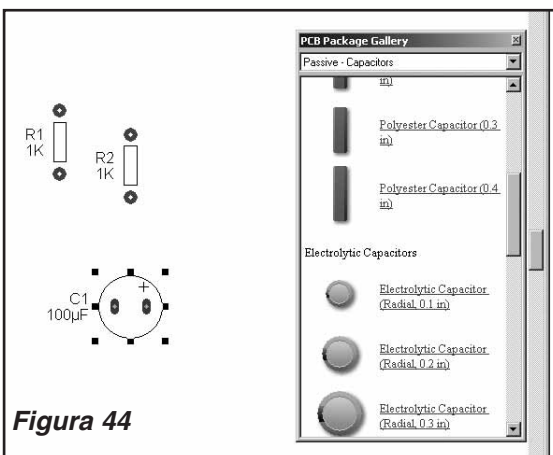 PCB Package Gallery
Passive - Capacitors
in)
Polyester Capacitor (0.3
in)
Polyester Capacitor (0.4
in)
Electrolytic Capacitors
Electrolytic Capacitor
(Radial, 0.1 in)
Electrolytic Capacitor
(Radial, 0.2 in)
Electrolytic Capacitor
(Radial, 0.3 in)
R1
1K
R2
1K
+
C1
100µF
Figura 44